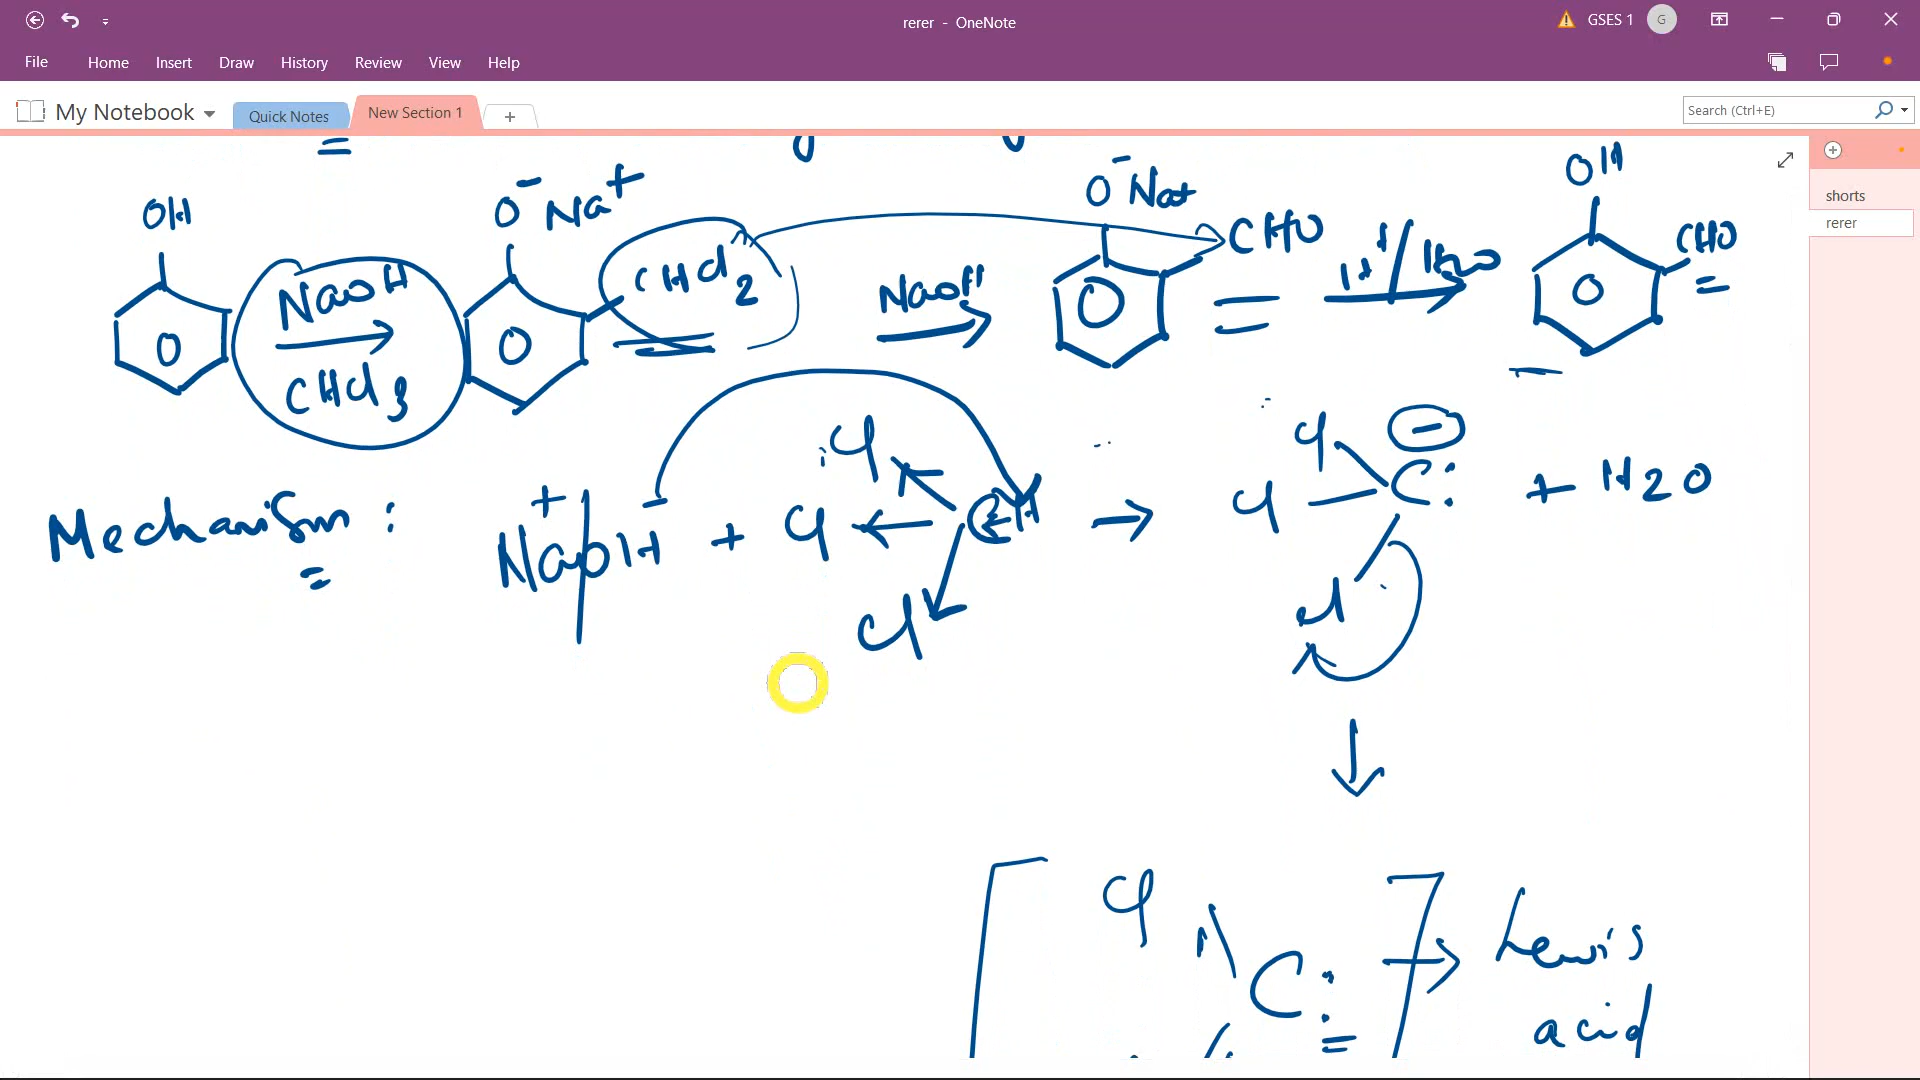 rerer - OneNote
GSES 1
G
File Home Insert Draw History Review View Help
My Notebook
Quick Notes
New Section 1
+
Search (Ctrl+E)
shorts
rerer
OH
O⁻ Na⁺
O⁻ Na⁺
OH
NaOH
CHCl3
CHCl2
NaOH
CHO
H⁺/H2O
CHO
Mechanism :
Na⁺OH⁻ + Cl CH → Cl C: + H2O
Cl
Cl
Cl
Cl
−
↓
Cl
C:
→ Lewis
acid